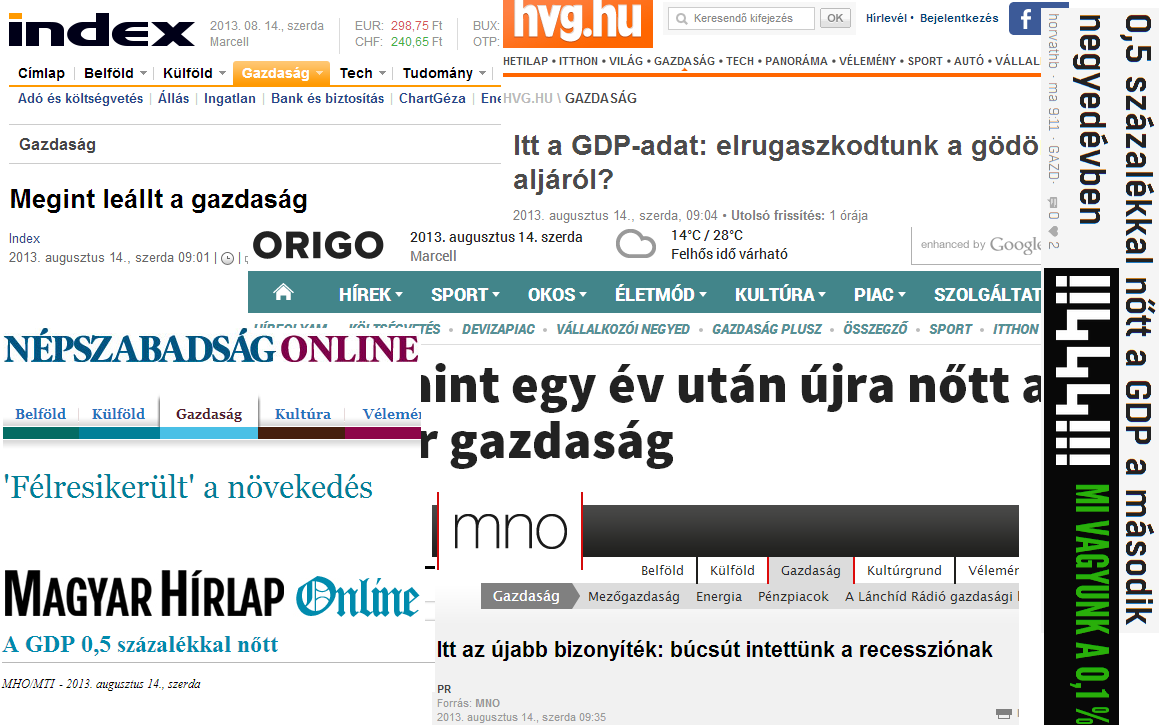 index
2013. 08. 14., szerda
Marcell
EUR: 298,75 Ft
CHF: 240,65 Ft
BUX:
OTP:
Címlap Belföld Külföld Gazdaság Tech Tudomány
Adó és költségvetés | Állás | Ingatlan | Bank és biztosítás | ChartGéza | Ene
Gazdaság
Megint leállt a gazdaság
Index
2013. augusztus 14., szerda 09:01 |
hvg.hu
Keresendő kifejezés OK
Hírlevél • Bejelentkezés
f
HETILAP • ITTHON • VILÁG • GAZDASÁG • TECH • PANORÁMA • VÉLEMÉNY • SPORT • AUTÓ • VÁLLAL
HVG.HU \ GAZDASÁG
Itt a GDP-adat: elrugaszkodtunk a gödö
aljáról?
2013. augusztus 14., szerda, 09:04 • Utolsó frissítés: 1 órája
ORIGO
2013. augusztus 14. szerda
Marcell
14°C / 28°C
Felhős idő várható
enhanced by Google
HÍREK SPORT OKOS ÉLETMÓD KULTÚRA PIAC SZOLGÁLTAT
HÍRFOLYAM KÖLTSÉGVETÉS • DEVIZAPIAC • VÁLLALKOZÓI NEGYED • GAZDASÁG PLUSZ • ÖSSZEGZŐ • SPORT • ITTHON
mint egy év után újra nőtt a
r gazdaság
NÉPSZABADSÁG ONLINE
Belföld Külföld Gazdaság Kultúra Vélemén
'Félresikerült' a növekedés
MAGYAR HÍRLAP Online
A GDP 0,5 százalékkal nőtt
MHO/MTI - 2013. augusztus 14., szerda
mno
Belföld Külföld Gazdaság Kultúrgrund Vélemén
Gazdaság Mezőgazdaság Energia Pénzpiacok A Lánchíd Rádió gazdasági
Itt az újabb bizonyíték: búcsút intettünk a recessziónak
PR
Forrás: MNO
2013. augusztus 14., szerda 09:35
0,5 százalékkal nőtt a GDP a második
negyedévben
horvathb · ma 9:11 · GAZD· 0 2
444
MI VAGYUNK A 0,1 %